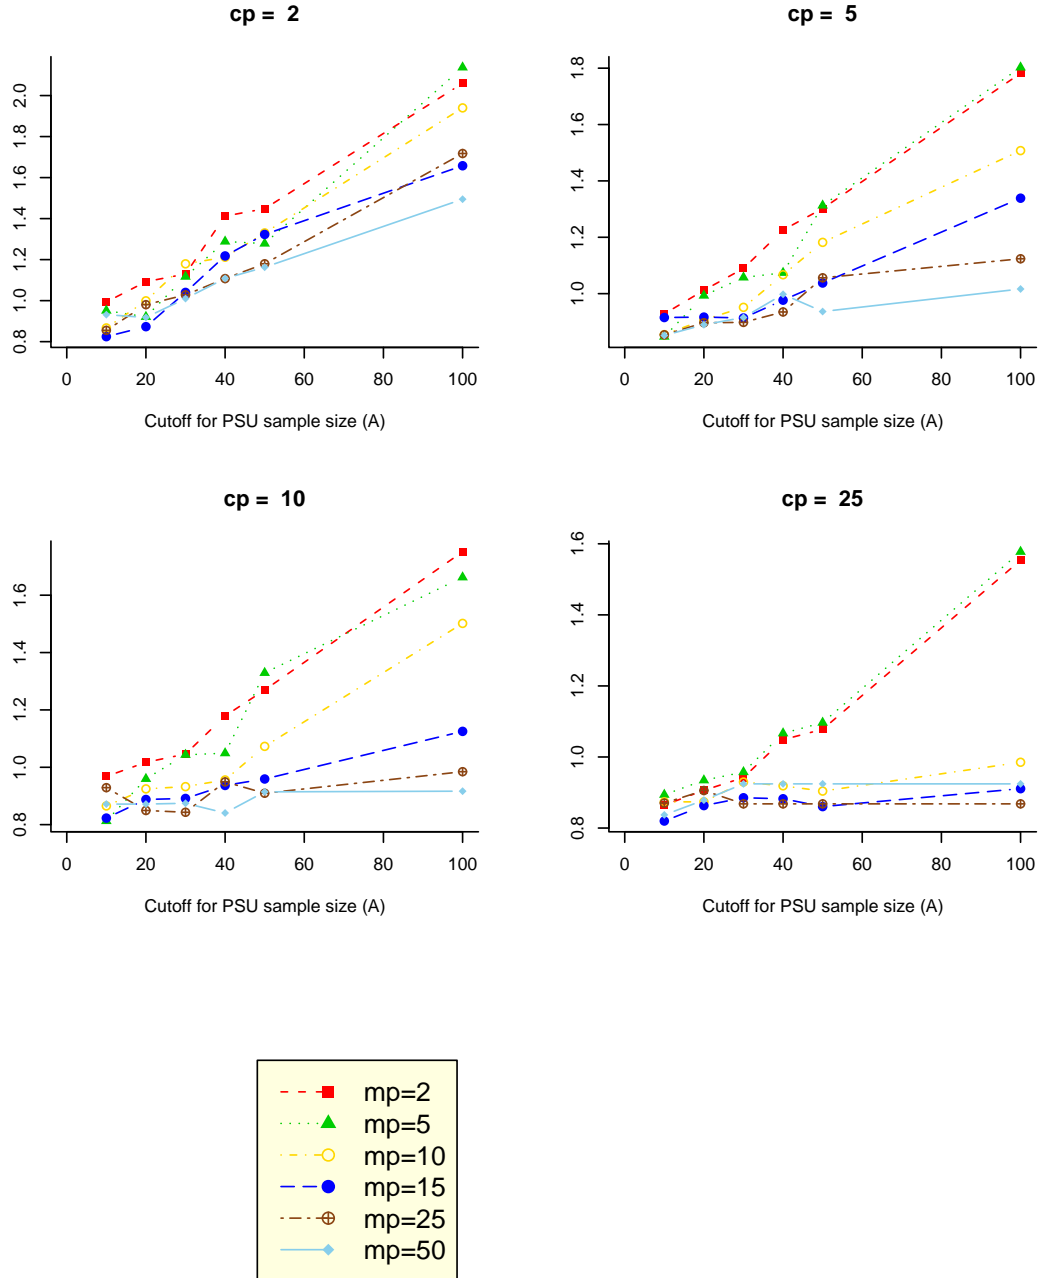 cp = 2
2.0
1.8
1.6
1.4
1.2
1.0
0.8
0 20 40 60 80 100
Cutoff for PSU sample size (A)
cp = 5
1.8
1.6
1.4
1.2
1.0
0 20 40 60 80 100
Cutoff for PSU sample size (A)
cp = 10
1.6
1.4
1.2
1.0
0.8
0 20 40 60 80 100
Cutoff for PSU sample size (A)
cp = 25
1.6
1.4
1.2
1.0
0.8
0 20 40 60 80 100
Cutoff for PSU sample size (A)
mp=2
mp=5
mp=10
mp=15
mp=25
mp=50